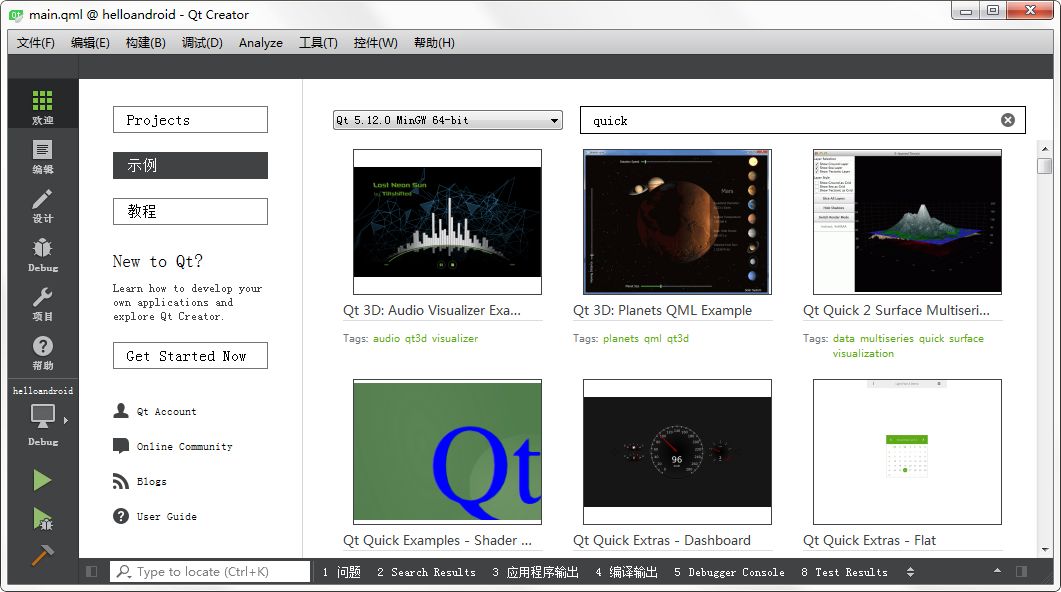 main.qml @ helloandroid - Qt Creator
文件(F) 编辑(E) 构建(B) 调试(D) Analyze 工具(T) 控件(W) 帮助(H)
欢迎
编辑
设计
Debug
项目
帮助
helloandroid
Debug
Projects
示例
教程
New to Qt?
Learn how to develop your
own applications and
explore Qt Creator.
Get Started Now
Qt Account
Online Community
Blogs
User Guide
Qt 5.12.0 MinGW 64-bit
quick
Lost Neon Sun
Mars
Qt 3D: Audio Visualizer Exa...
Tags: audio qt3d visualizer
Qt 3D: Planets QML Example
Tags: planets qml qt3d
Qt Quick 2 Surface Multiseri...
Tags: data multiseries quick surface
visualization
Qt
Qt Quick Examples - Shader ...
96
Qt Quick Extras - Dashboard
Qt Quick Extras - Flat
Type to locate (Ctrl+K)
1 问题 2 Search Results 3 应用程序输出 4 编译输出 5 Debugger Console 8 Test Results